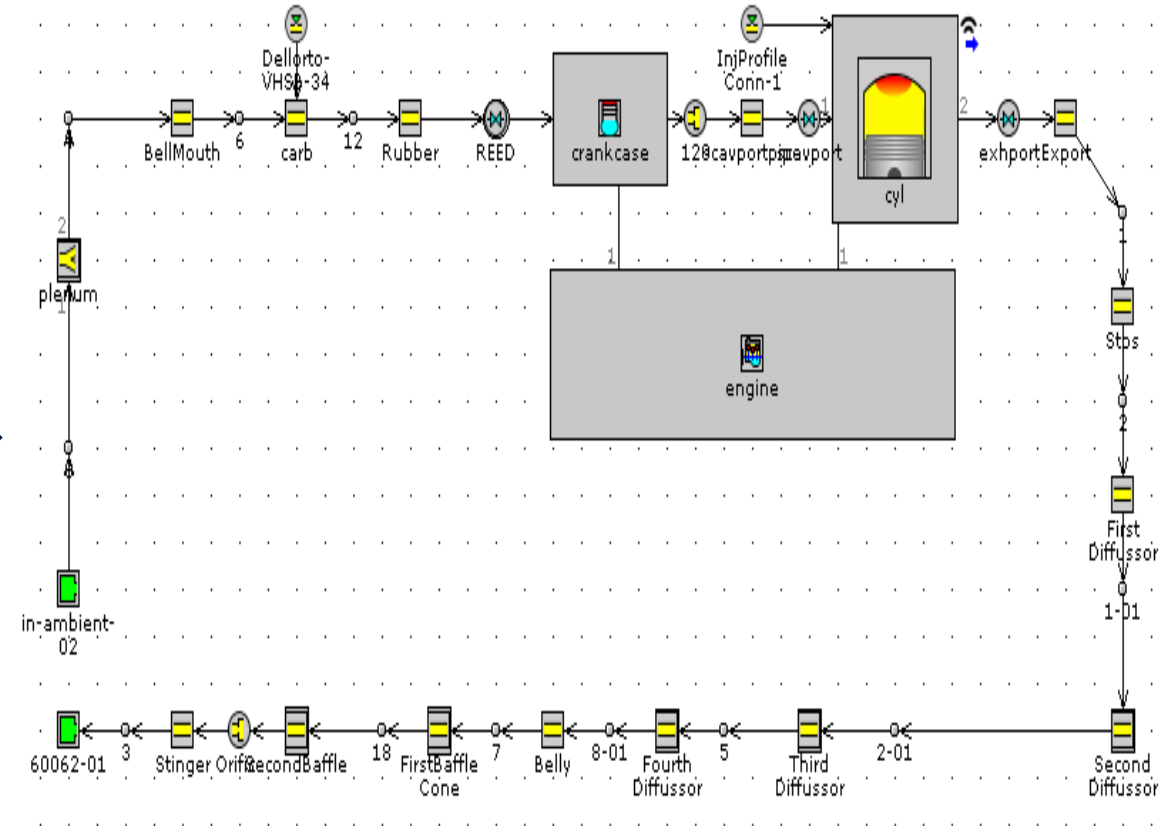 Dellorto-
VHSA-34
InjProfile
Conn-1
BellMouth
6
carb
12
Rubber
REED
crankcase
1
2
cyl
exhport
Export
2
plenum
1
1
1
1
engine
Stbs
2
First
Diffussor
in-ambient-
02
1-01
60062-01
3
Stinger
18
FirstBaffle
Cone
7
Belly
8-01
Fourth
Diffussor
5
Third
Diffussor
2-01
Second
Diffussor